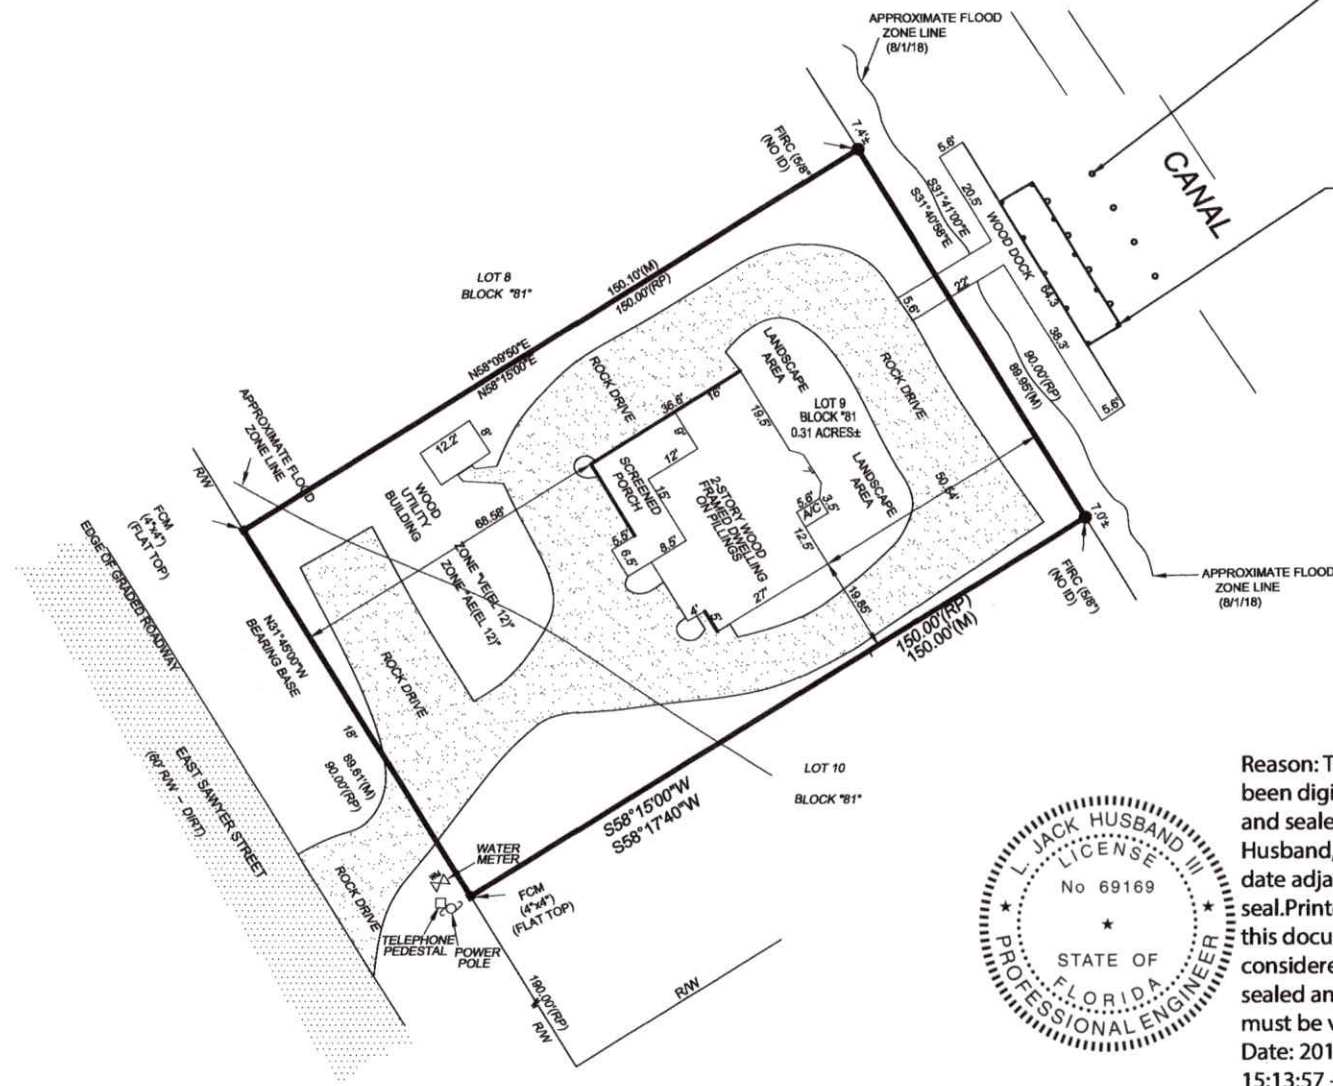 APPROXIMATE FLOOD
ZONE LINE
(8/1/18)
CANAL
7.4'±
FIRC (5/8"
(NO ID)
5.6'
20.5'
S31°41'00"E
S31°40'58"E
WOOD DOCK
64.3
22'
5.6'
38.3'
90.00'(RP)
89.95'(M)
5.6'
LOT 8
BLOCK "81"
150.10'(M)
150.00'(RP)
N58°09'50"E
N58°15'00"E
ROCK DRIVE
LANDSCAPE
AREA
ROCK DRIVE
LOT 9
BLOCK "81
0.31 ACRES±
36.6'
16'
19.5'
9'
12'
15'
SCREENED
PORCH
2-STORY WOOD
FRAMED DWELLING
ON PILLINGS
5.6'
3.5'
A/C
12.5'
LANDSCAPE
AREA
50.64'
7.0'±
FIRC (5/8")
(NO ID)
APPROXIMATE FLOOD
ZONE LINE
(8/1/18)
APPROXIMATE FLOOD
ZONE LINE
R/W
FCM
(4"x4")
(FLAT TOP)
12.2'
8'
WOOD
UTILITY
BUILDING
68.58'
ZONE "VE(EL 12)"
ZONE "AE(EL 12)"
5.5'
6.5'
8.5'
4'
5'
27'
19.85'
150.00'(RP)
150.00'(M)
EDGE OF GRADED ROADWAY
N31°45'00"W
BEARING BASE
ROCK DRIVE
18'
89.61'(M)
90.00'(RP)
EAST SAWYER STREET
(60' R/W - DIRT)
LOT 10
BLOCK "81"
S58°15'00"W
S58°17'40"W
WATER
METER
ROCK DRIVE
FCM
(4"x4")
(FLAT TOP)
TELEPHONE
PEDESTAL
POWER
POLE
190.00'(RP)
R/W
R/W
L. JACK HUSBAND III
LICENSE
No 69169
STATE OF
FLORIDA
PROFESSIONAL ENGINEER
Reason: T
been digi
and seale
Husband,
date adja
seal.Print
this docu
considere
sealed an
must be v
Date: 201
15:13:57 -